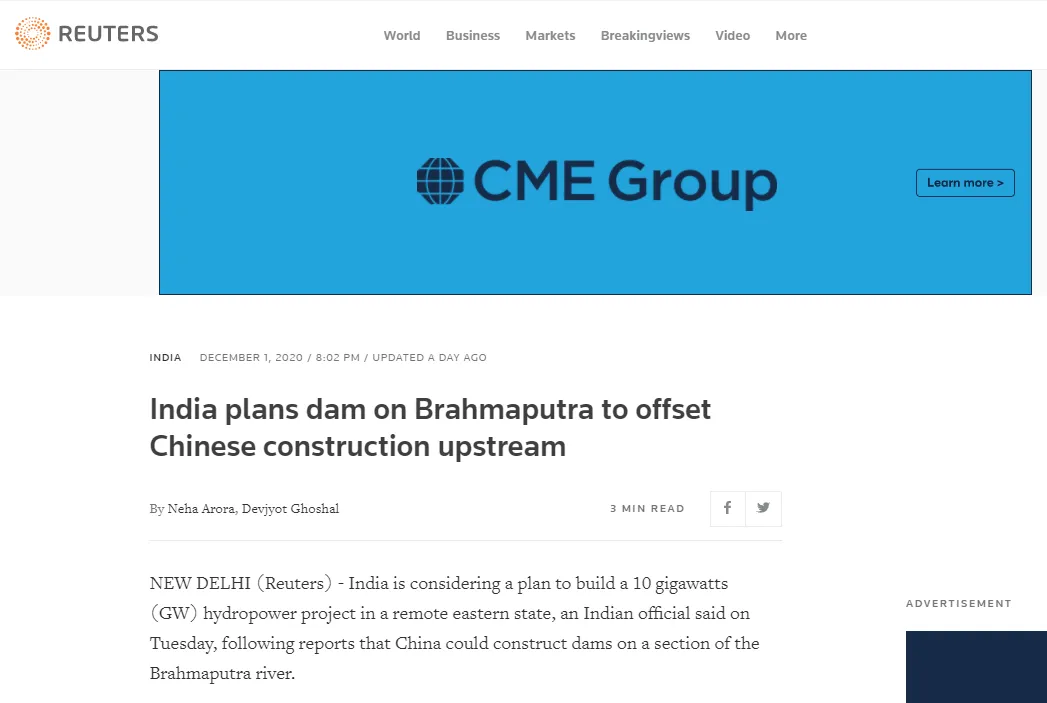 REUTERS
World Business Markets Breakingviews Video More
CME Group
Learn more >
INDIA DECEMBER 1, 2020 / 8:02 PM / UPDATED A DAY AGO
India plans dam on Brahmaputra to offset
Chinese construction upstream
By Neha Arora, Devjyot Ghoshal
3 MIN READ
NEW DELHI (Reuters) - India is considering a plan to build a 10 gigawatts
(GW) hydropower project in a remote eastern state, an Indian official said on
Tuesday, following reports that China could construct dams on a section of the
Brahmaputra river.
ADVERTISEMENT